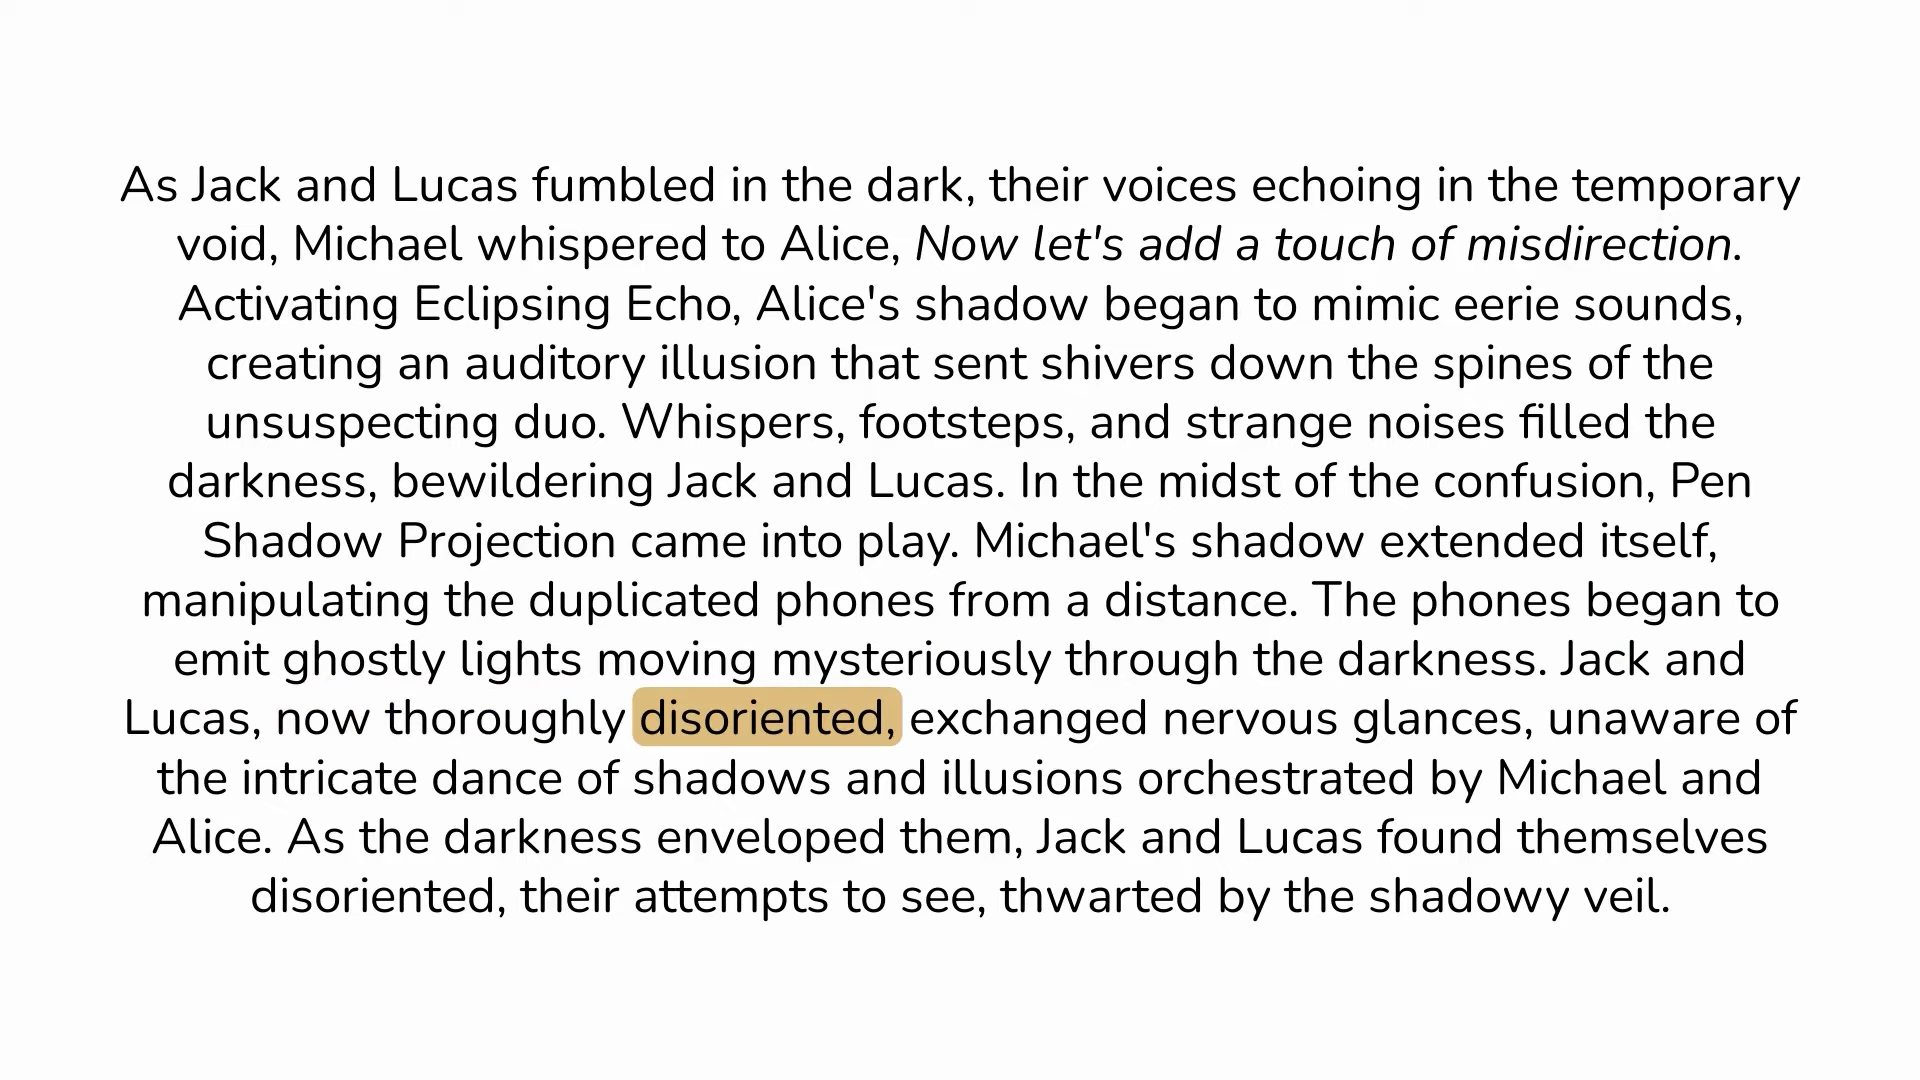 As Jack and Lucas fumbled in the dark, their voices echoing in the temporary
void, Michael whispered to Alice, Now let's add a touch of misdirection.
Activating Eclipsing Echo, Alice's shadow began to mimic eerie sounds,
creating an auditory illusion that sent shivers down the spines of the
unsuspecting duo. Whispers, footsteps, and strange noises filled the
darkness, bewildering Jack and Lucas. In the midst of the confusion, Pen
Shadow Projection came into play. Michael's shadow extended itself,
manipulating the duplicated phones from a distance. The phones began to
emit ghostly lights moving mysteriously through the darkness. Jack and
Lucas, now thoroughly disoriented, exchanged nervous glances, unaware of
the intricate dance of shadows and illusions orchestrated by Michael and
Alice. As the darkness enveloped them, Jack and Lucas found themselves
disoriented, their attempts to see, thwarted by the shadowy veil.